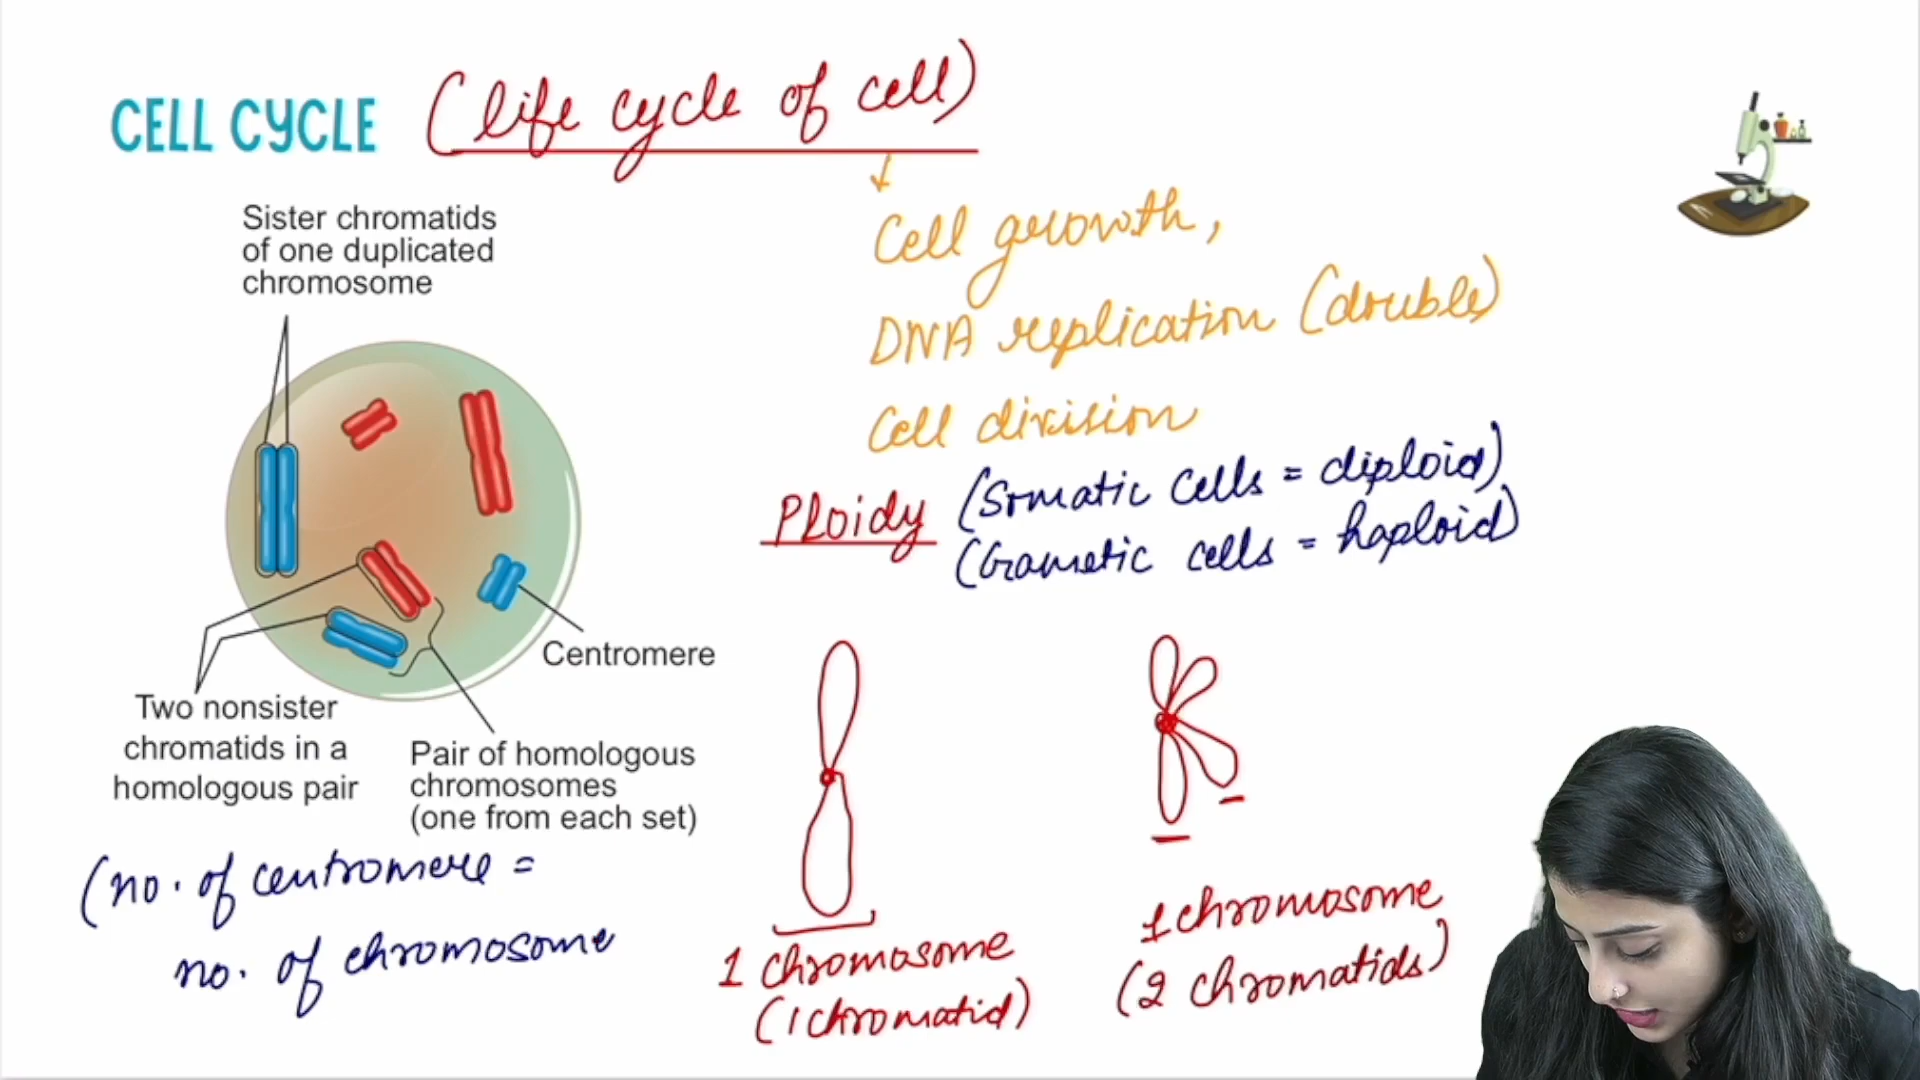 CELL CYCLE (life cycle of cell)
Sister chromatids
of one duplicated
chromosome
Cell growth,
DNA replication (double)
Cell division
Ploidy (Somatic cells = diploid)
(Gametic cells = haploid)
Centromere
Two nonsister
chromatids in a
homologous pair
Pair of homologous
chromosomes
(one from each set)
(no. of centromere =
no. of chromosome
1 chromosome
(1 chromatid)
1 chromosome
(2 chromatids)